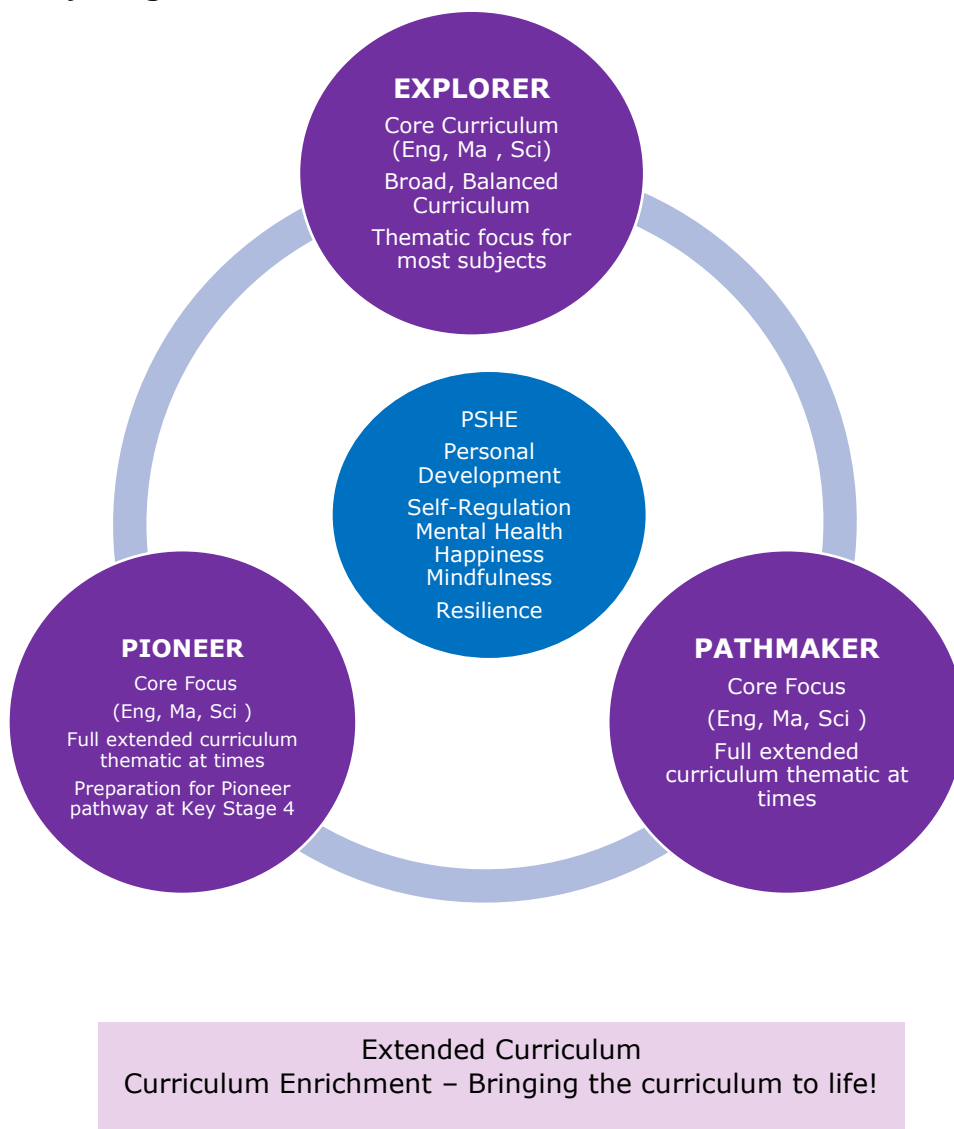 EXPLORER
Core Curriculum
(Eng, Ma , Sci)
Broad, Balanced
Curriculum
Thematic focus for
most subjects
PSHE
Personal
Development
Self-Regulation
Mental Health
Happiness
Mindfulness
Resilience
PIONEER
Core Focus
(Eng, Ma, Sci )
Full extended curriculum
thematic at times
Preparation for Pioneer
pathway at Key Stage 4
PATHMAKER
Core Focus
(Eng, Ma, Sci )
Full extended
curriculum thematic at
times
Extended Curriculum
Curriculum Enrichment – Bringing the curriculum to life!